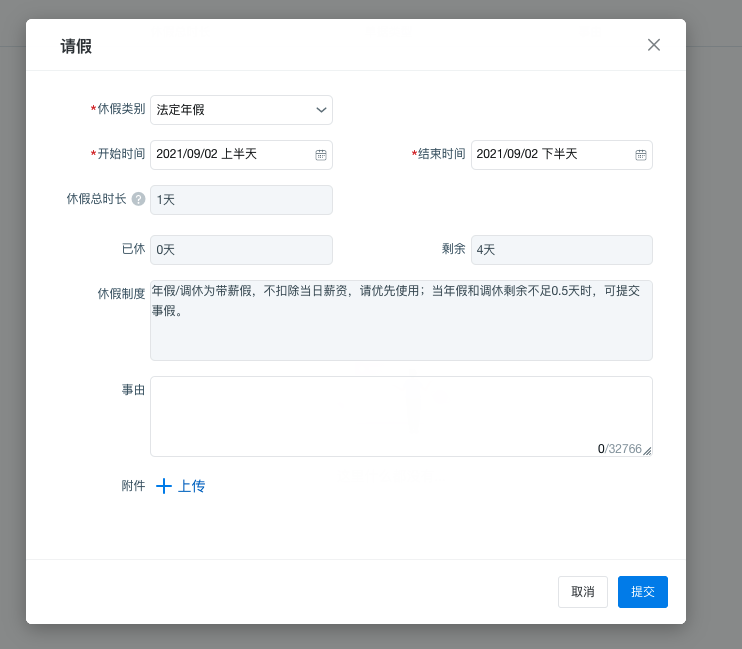 请假
*休假类别 法定年假
*开始时间 2021/09/02 上半天 *结束时间 2021/09/02 下半天
休假总时长 ? 1天
已休 0天 剩余 4天
休假制度 年假/调休为带薪假，不扣除当日薪资，请优先使用；当年假和调休剩余不足0.5天时，可提交
事假。
事由
0/32766
附件 + 上传
取消 提交